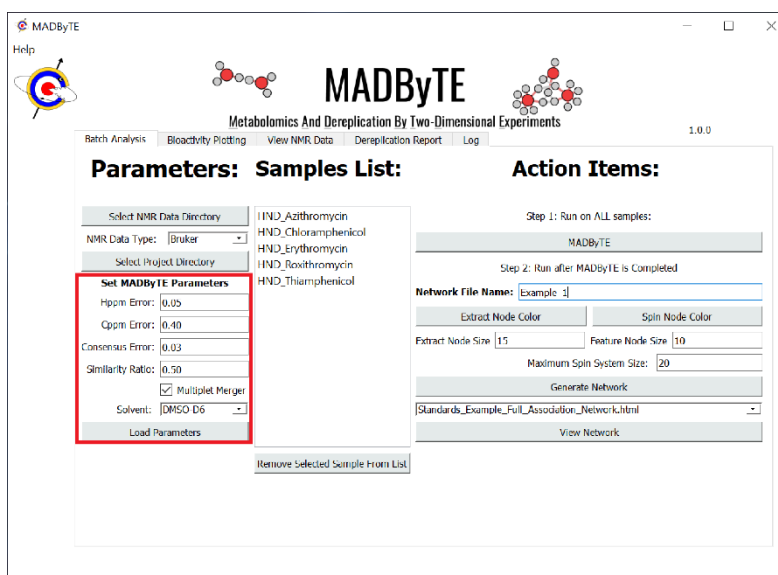 MADByTE
Help
MADByTE
Metabolomics And Dereplication By Two-Dimensional Experiments
1.0.0
Batch Analysis Bioactivity Plotting View NMR Data Dereplication Report Log
Parameters: Samples List: Action Items:
Select NMR Data Directory
NMR Data Type: Bruker
Select Project Directory
Set MADByTE Parameters
Hppm Error: 0.05
Cppm Error: 0.40
Consensus Error: 0.03
Similarity Ratio: 0.50
Multiplet Merger
Solvent: DMSO-D6
Load Parameters
HND_Azithromycin
HND_Chloramphenicol
HND_Erythromycin
HND_Roxithromycin
HND_Thiamphenicol
Remove Selected Sample From List
Step 1: Run on ALL samples:
MADByTE
Step 2: Run after MADByTE Is Completed
Network File Name: Example 1
Extract Node Color Spin Node Color
Extract Node Size 15 Feature Node Size 10
Maximum Spin System Size: 20
Generate Network
Standards_Example_Full_Association_Network.html
View Network